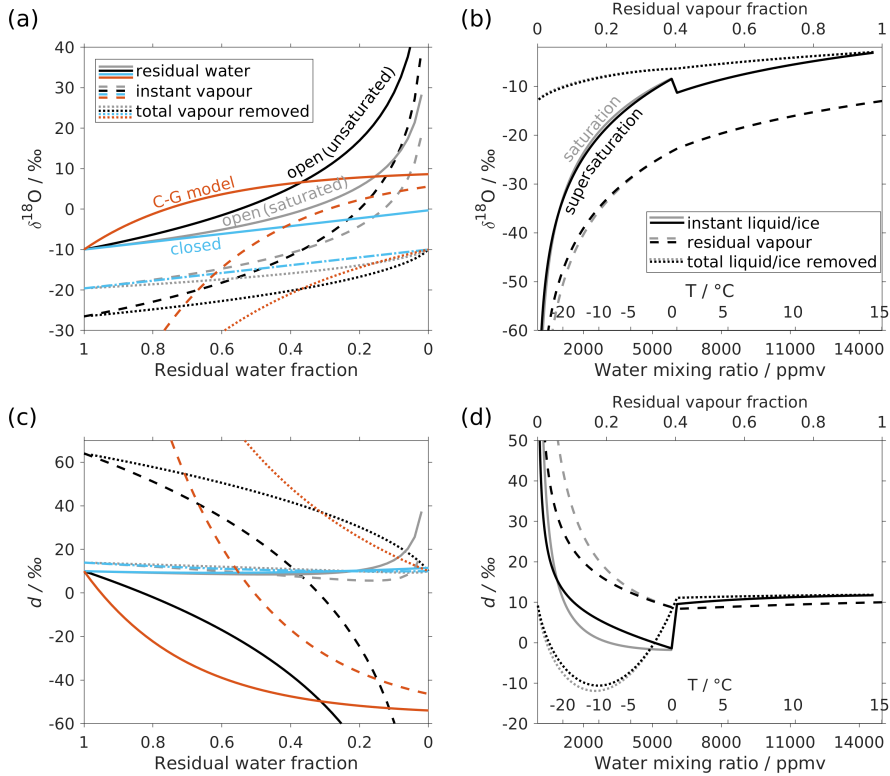 (a)
δ¹⁸O / ‰
40
30
20
10
0
-10
-20
-30
residual water
instant vapour
total vapour removed
open (unsaturated)
C-G model
open (saturated)
closed
1
0.8
0.6
0.4
0.2
0
Residual water fraction
(b)
Residual vapour fraction
0
0.2
0.4
0.6
0.8
1
δ¹⁸O / ‰
-10
-20
-30
-40
-50
-60
saturation
supersaturation
instant liquid/ice
residual vapour
total liquid/ice removed
T / °C
-20
-10
-5
0
5
10
15
2000
5000
8000
11000
14000
Water mixing ratio / ppmv
(c)
d / ‰
60
40
20
0
-20
-40
-60
1
0.8
0.6
0.4
0.2
0
Residual water fraction
(d)
Residual vapour fraction
0
0.2
0.4
0.6
0.8
1
d / ‰
50
40
30
20
10
0
-10
-20
T / °C
-20
-10
-5
0
5
10
15
2000
5000
8000
11000
14000
Water mixing ratio / ppmv